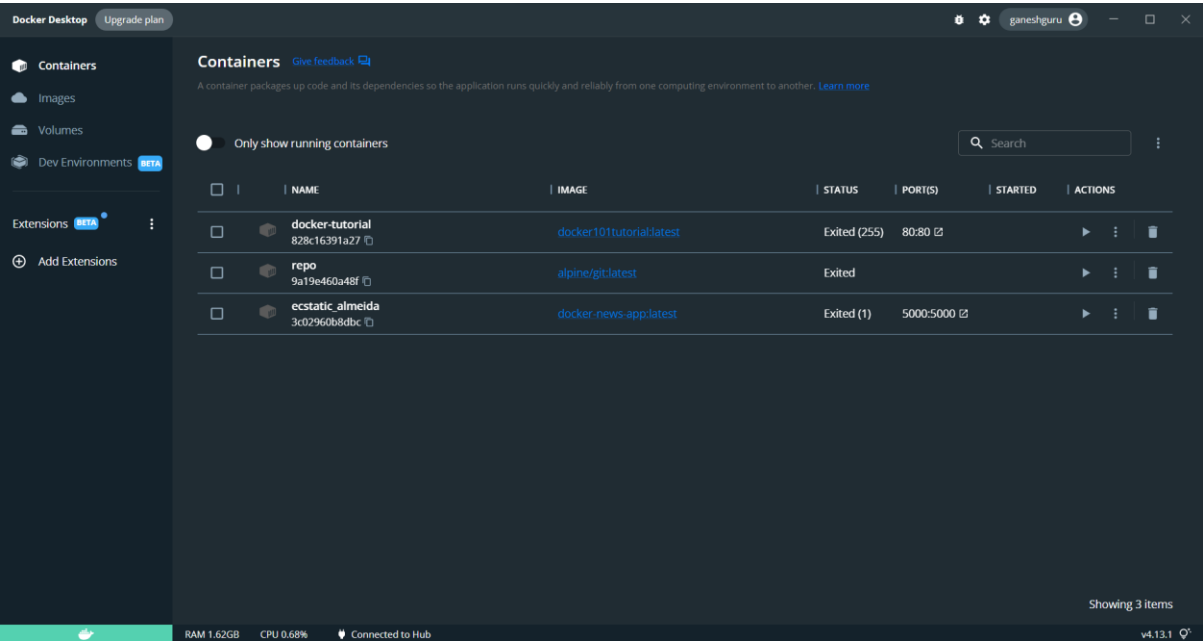 Docker Desktop Upgrade plan ganeshguru
Containers
Images
Volumes
Dev Environments BETA
Extensions BETA
Add Extensions
Containers Give feedback
A container packages up code and its dependencies so the application runs quickly and reliably from one computing environment to another. Learn more
Only show running containers Search
NAME IMAGE STATUS PORT(S) STARTED ACTIONS
docker-tutorial docker101tutorial:latest Exited (255) 80:80
828c16391a27
repo alpine/git:latest Exited
9a19e460a48f
ecstatic_almeida docker-news-app:latest Exited (1) 5000:5000
3c02960b8dbc
Showing 3 items
RAM 1.62GB CPU 0.68% Connected to Hub v4.13.1